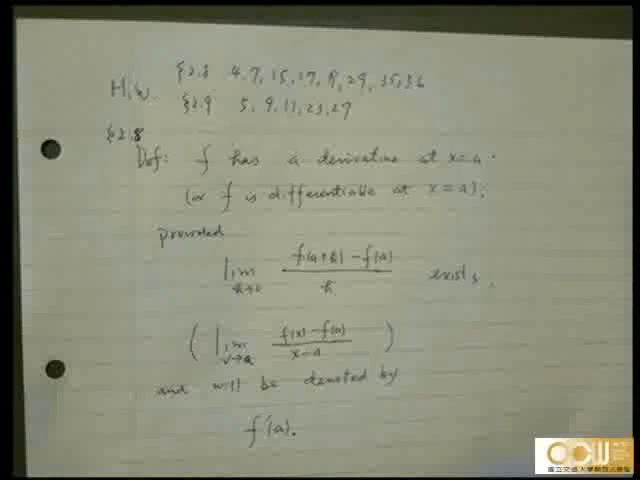 H.W. §2.8 4, 7, 15, 17, 19, 29, 35, 36
§2.9 5, 9, 11, 23, 27
§2.8
Def: f has a derivative at x = a.
(or f is differentiable at x = a),
provided
lim h→0 f(a+h) - f(a) / h exists,
( lim x→a f(x) - f(a) / x - a )
and will be denoted by
f'(a).
OCW